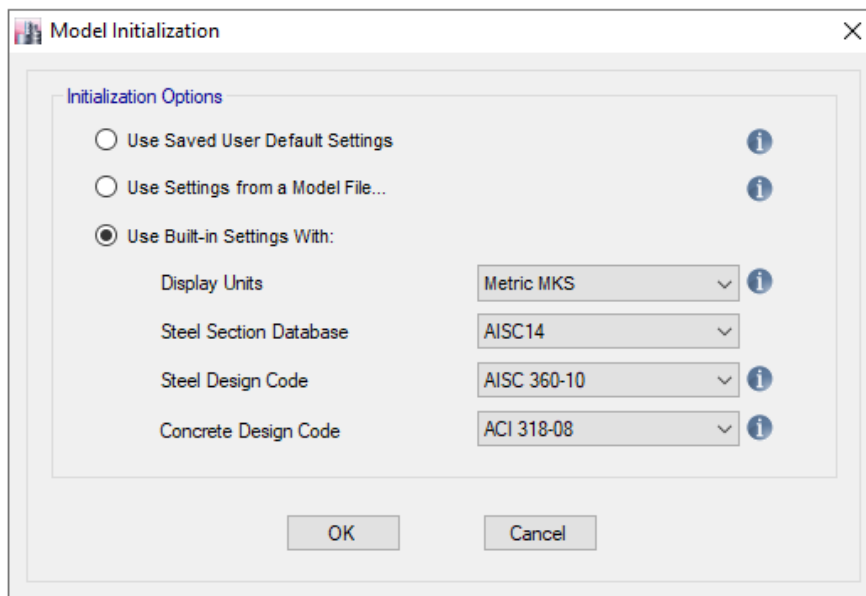 Model Initialization
Initialization Options
Use Saved User Default Settings
Use Settings from a Model File...
Use Built-in Settings With:
Display Units Metric MKS
Steel Section Database AISC14
Steel Design Code AISC 360-10
Concrete Design Code ACI 318-08
OK Cancel